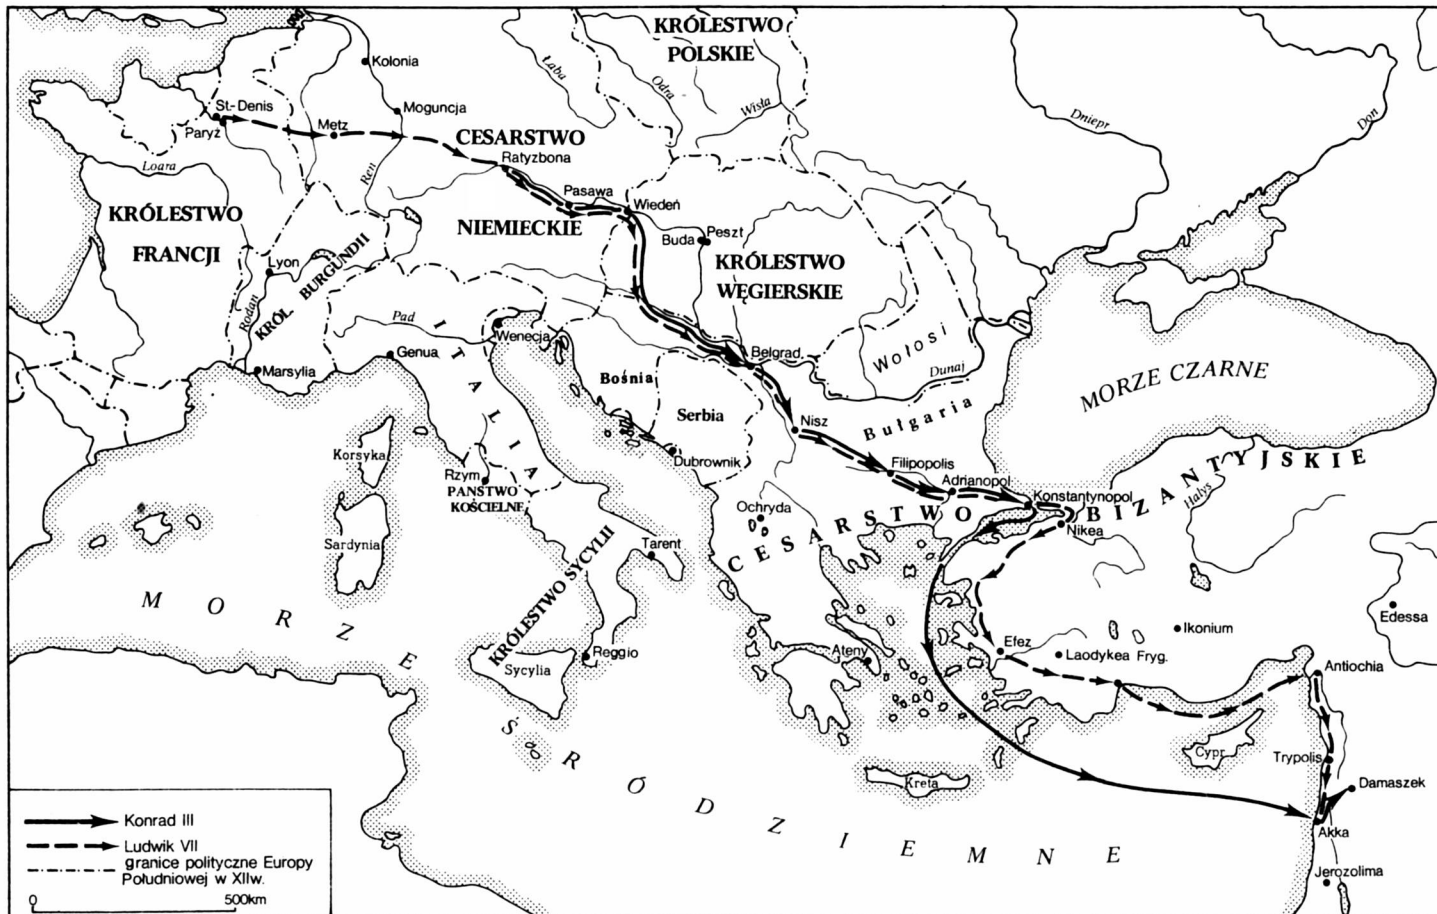 KRÓLESTWO
POLSKIE
Kolonia
Łaba
Odra
Wisła
Dniepr
Don
St.-Denis
Paryż
Metz
Moguncja
CESARSTWO
Ratyzbona
Loara
Ren
Pasawa
Wiedeń
KRÓLESTWO
FRANCJI
NIEMIECKIE
Buda
Peszt
KRÓLESTWO
WĘGIERSKIE
Lyon
KRÓL. BURGUNDII
Rodan
Pad
Wenecja
Genua
Marsylia
ITALIA
Belgrad
Wołosi
Dunaj
MORZE CZARNE
Bośnia
Serbia
Nisz
Bułgaria
Korsyka
Rzym
PAŃSTWO
KOŚCIELNE
Dubrownik
Filipopolis
Adrianopol
Konstantynopol
Nikea
Halys
CESARSTWO BIZANTYJSKIE
Ochryda
Sardynia
Tarent
KRÓLESTWO SYCYLII
Sycylia
Reggio
Ateny
Efez
Laodykea Fryg.
Ikonium
Edessa
Antiochia
Cypr
Trypolis
Damaszek
Kreta
Akka
Jerozolima
MORZE ŚRÓDZIEMNE
Konrad III
Ludwik VII
granice polityczne Europy
Południowej w XIIw.
0 500km